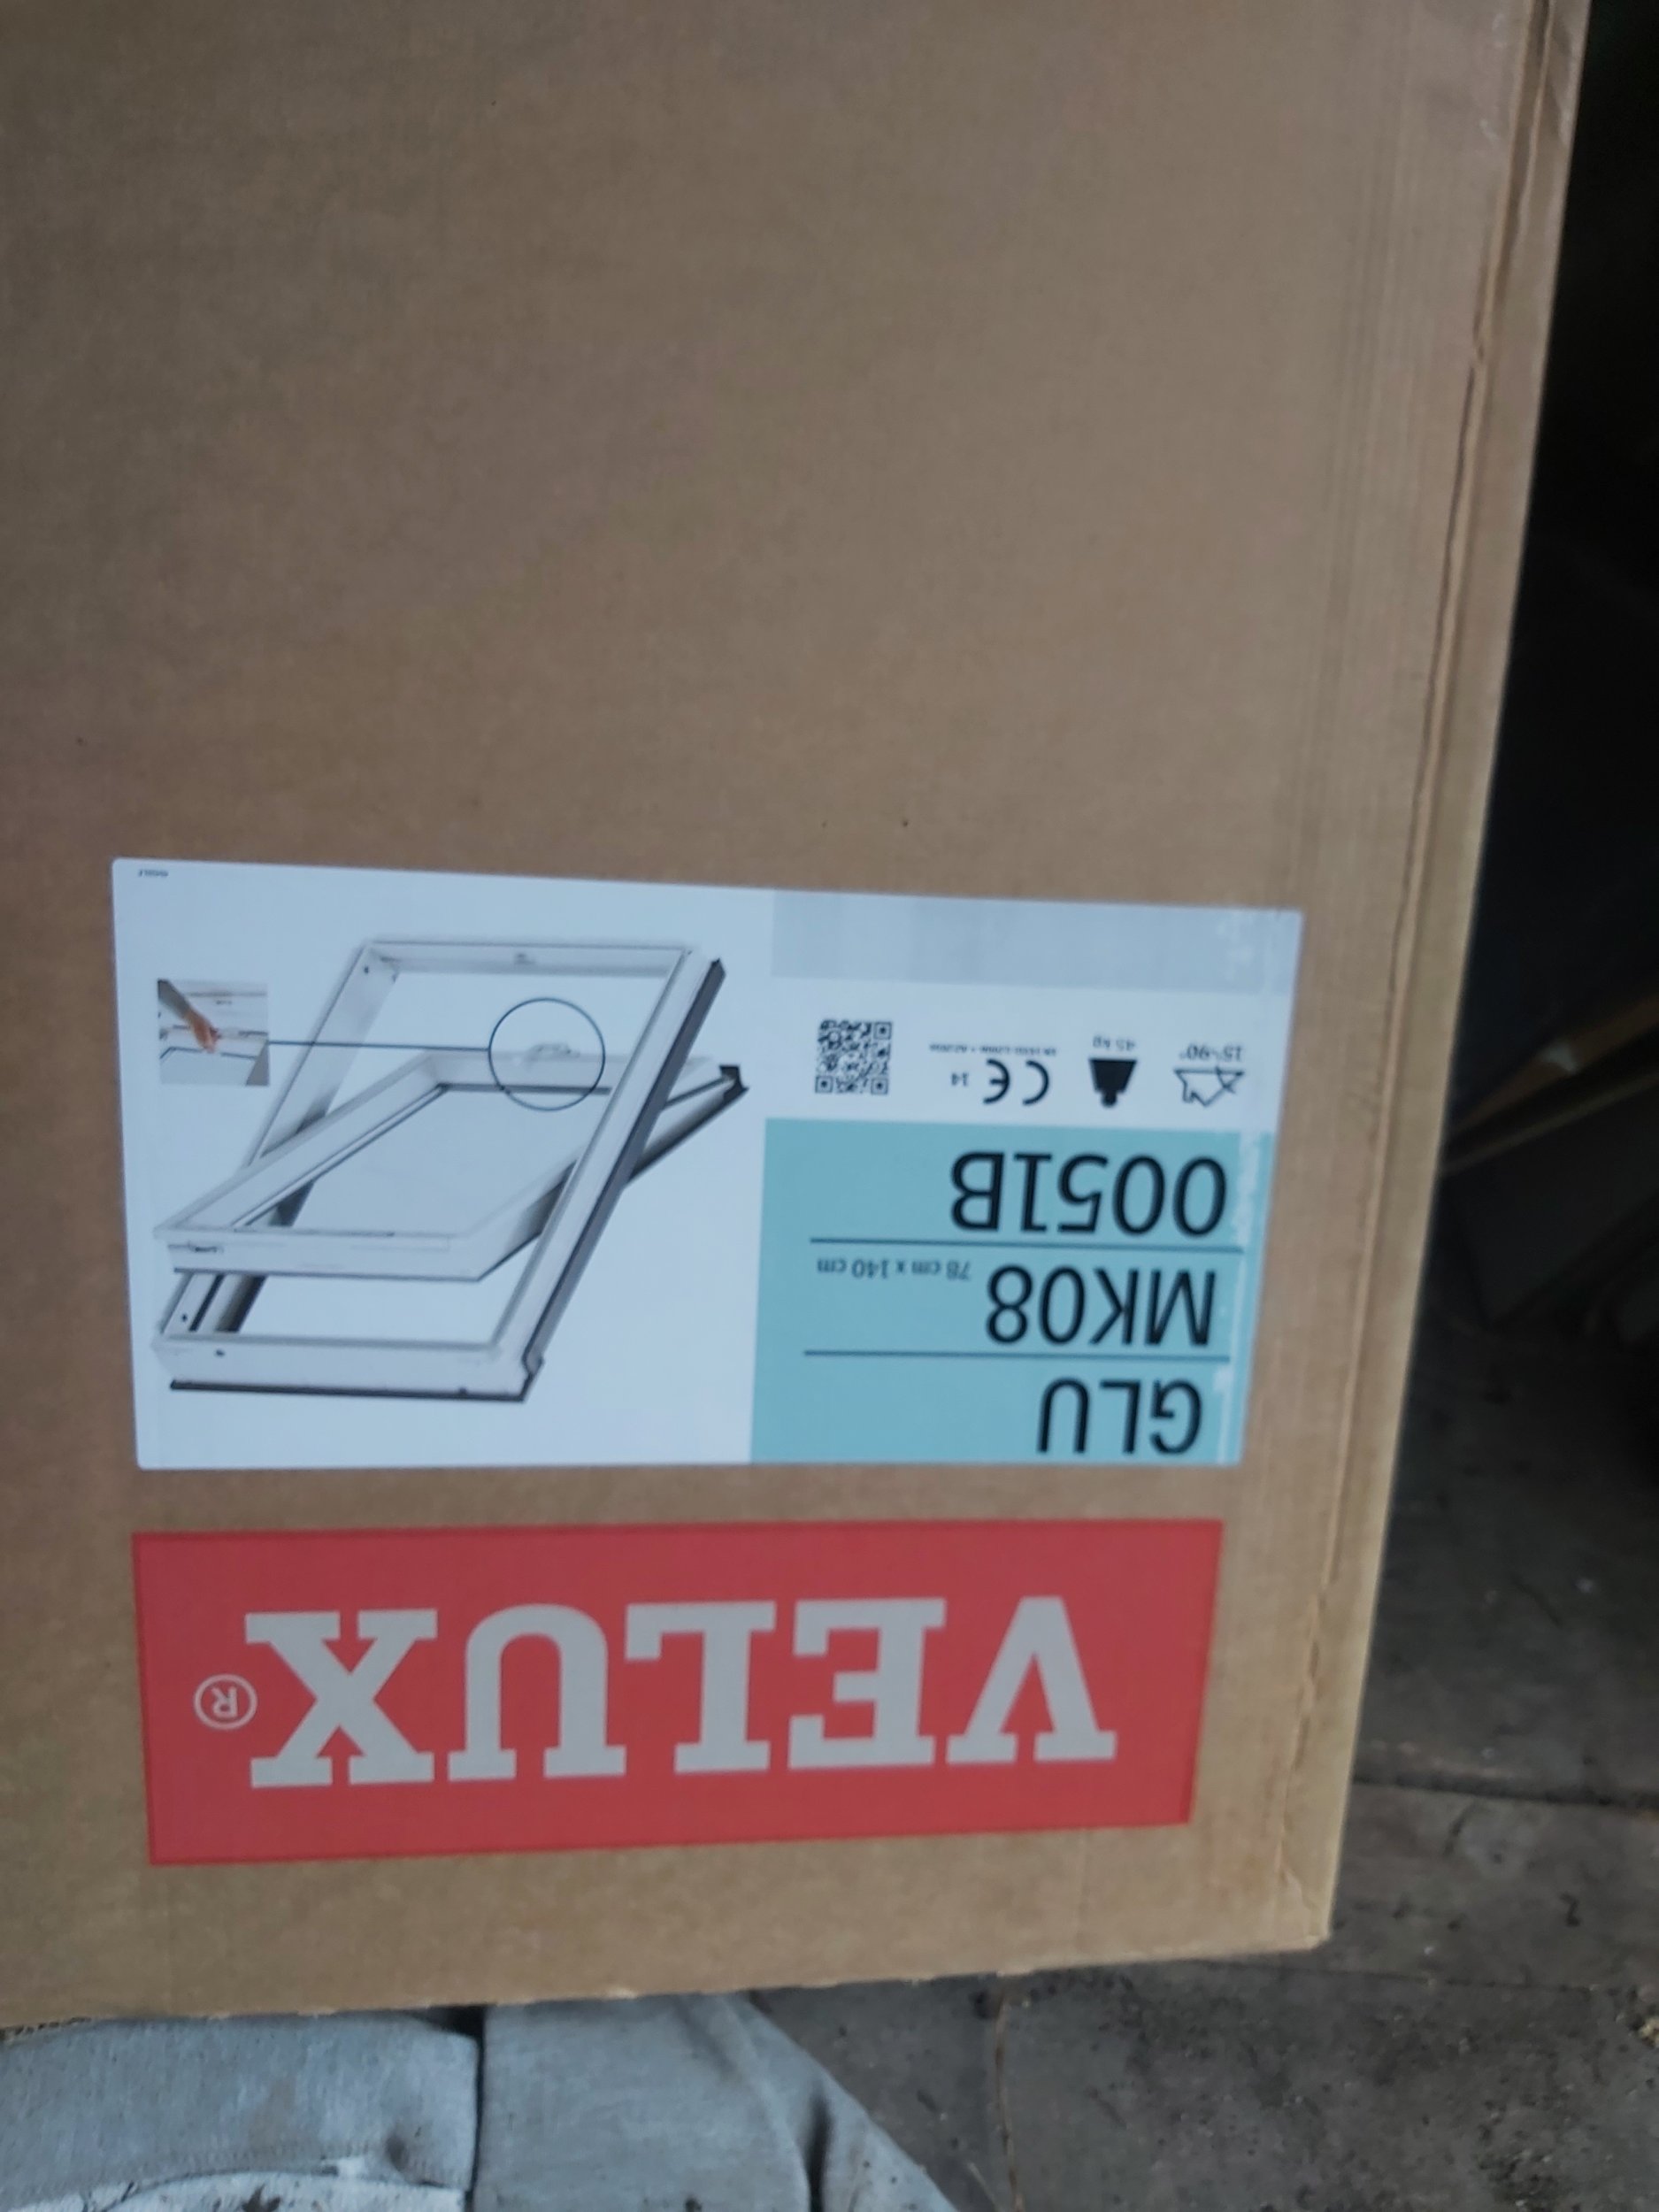 VELUX®
GLU
MK08 78 cm x 140 cm
0051B
15°-90°
45 kg
CE 14